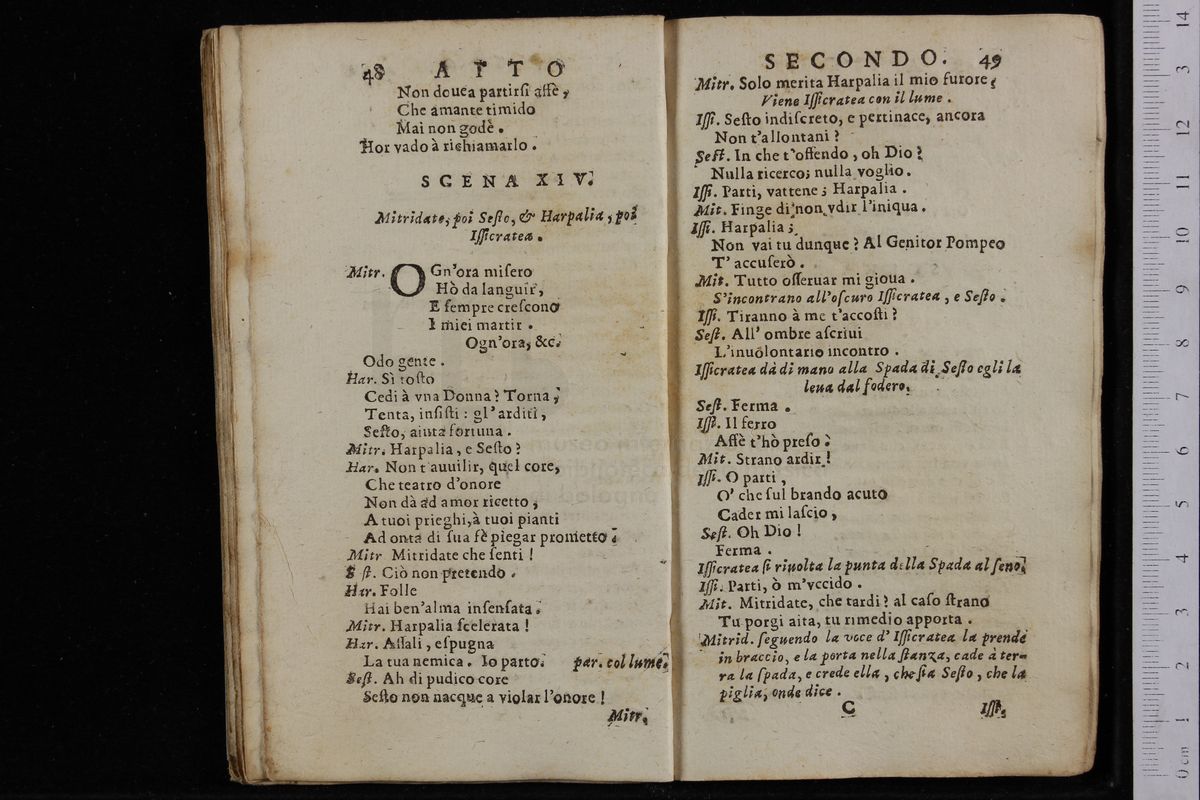 48 ATTO
Non douea partirſi affè,
Che amante timido
Mai non godè.
Hor vado à richiamarlo.
SCENA XIV.
Mitridate, poi Seſto, & Harpalia, poi
Iſſicratea.
Mitr. OGn'ora miſero
Hò da languir,
E ſempre creſcono
I miei martir.
Ogn'ora, &c.
Odo gente.
Har. Sì toſto
Cedi à vna Donna? Torna;
Tenta, inſiſti: gl'arditi,
Seſto, aiuta fortuna.
Mitr. Harpalia, e Seſto?
Har. Non t'auuilir, quel core,
Che teatro d'onore
Non dà ad amor ricetto,
A tuoi prieghi, à tuoi pianti
Ad onta di ſua fè piegar prometto.
Mitr Mitridate che ſenti!
S ſt. Ciò non pretendo.
Har. Folle
Hai ben'alma inſenſata.
Mitr. Harpalia ſcelerata!
Har. Aſſali, eſpugna
La tua nemica. Io parto. par. col lume.
Seſt. Ah di pudico core
Seſto non nacque a violar l'onore!
Mitr.
SECONDO. 49
Mitr. Solo merita Harpalia il mio furore;
Viene Iſſicratea con il lume.
Iſſi. Seſto indiſcreto, e pertinace, ancora
Non t'allontani?
Seſt. In che t'offendo, oh Dio?
Nulla ricerco; nulla voglio.
Iſſi. Parti, vattene; Harpalia.
Mit. Finge di non vdir l'iniqua.
Iſſi. Harpalia;
Non vai tu dunque? Al Genitor Pompeo
T' accuſerò.
Mit. Tutto oſſeruar mi gioua.
S'incontrano all'oſcuro Iſſicratea, e Seſto.
Iſſi. Tiranno à me t'accoſti?
Seſt. All' ombre aſcriui
L'inuolontario incontro.
Iſſicratea dà di mano alla Spada di Seſto egli la
leua dal fodero.
Seſt. Ferma.
Iſſi. Il ferro
Affè t'hò preſo.
Mit. Strano ardir!
Iſſi. O parti,
O' che ſul brando acuto
Cader mi laſcio,
Seſt. Oh Dio!
Ferma.
Iſſicratea ſi riuolta la punta della Spada al ſeno.
Iſſi. Parti, ò m'vccido.
Mit. Mitridate, che tardi? al caſo ſtrano
Tu porgi aita, tu rimedio apporta.
Mitrid. ſeguendo la voce d' Iſſicratea la prende
in braccio, e la porta nella ſtanza, cade à ter-
ra la ſpada, e crede ella, che ſia Seſto, che la
piglia, onde dice.
C Iſſi.